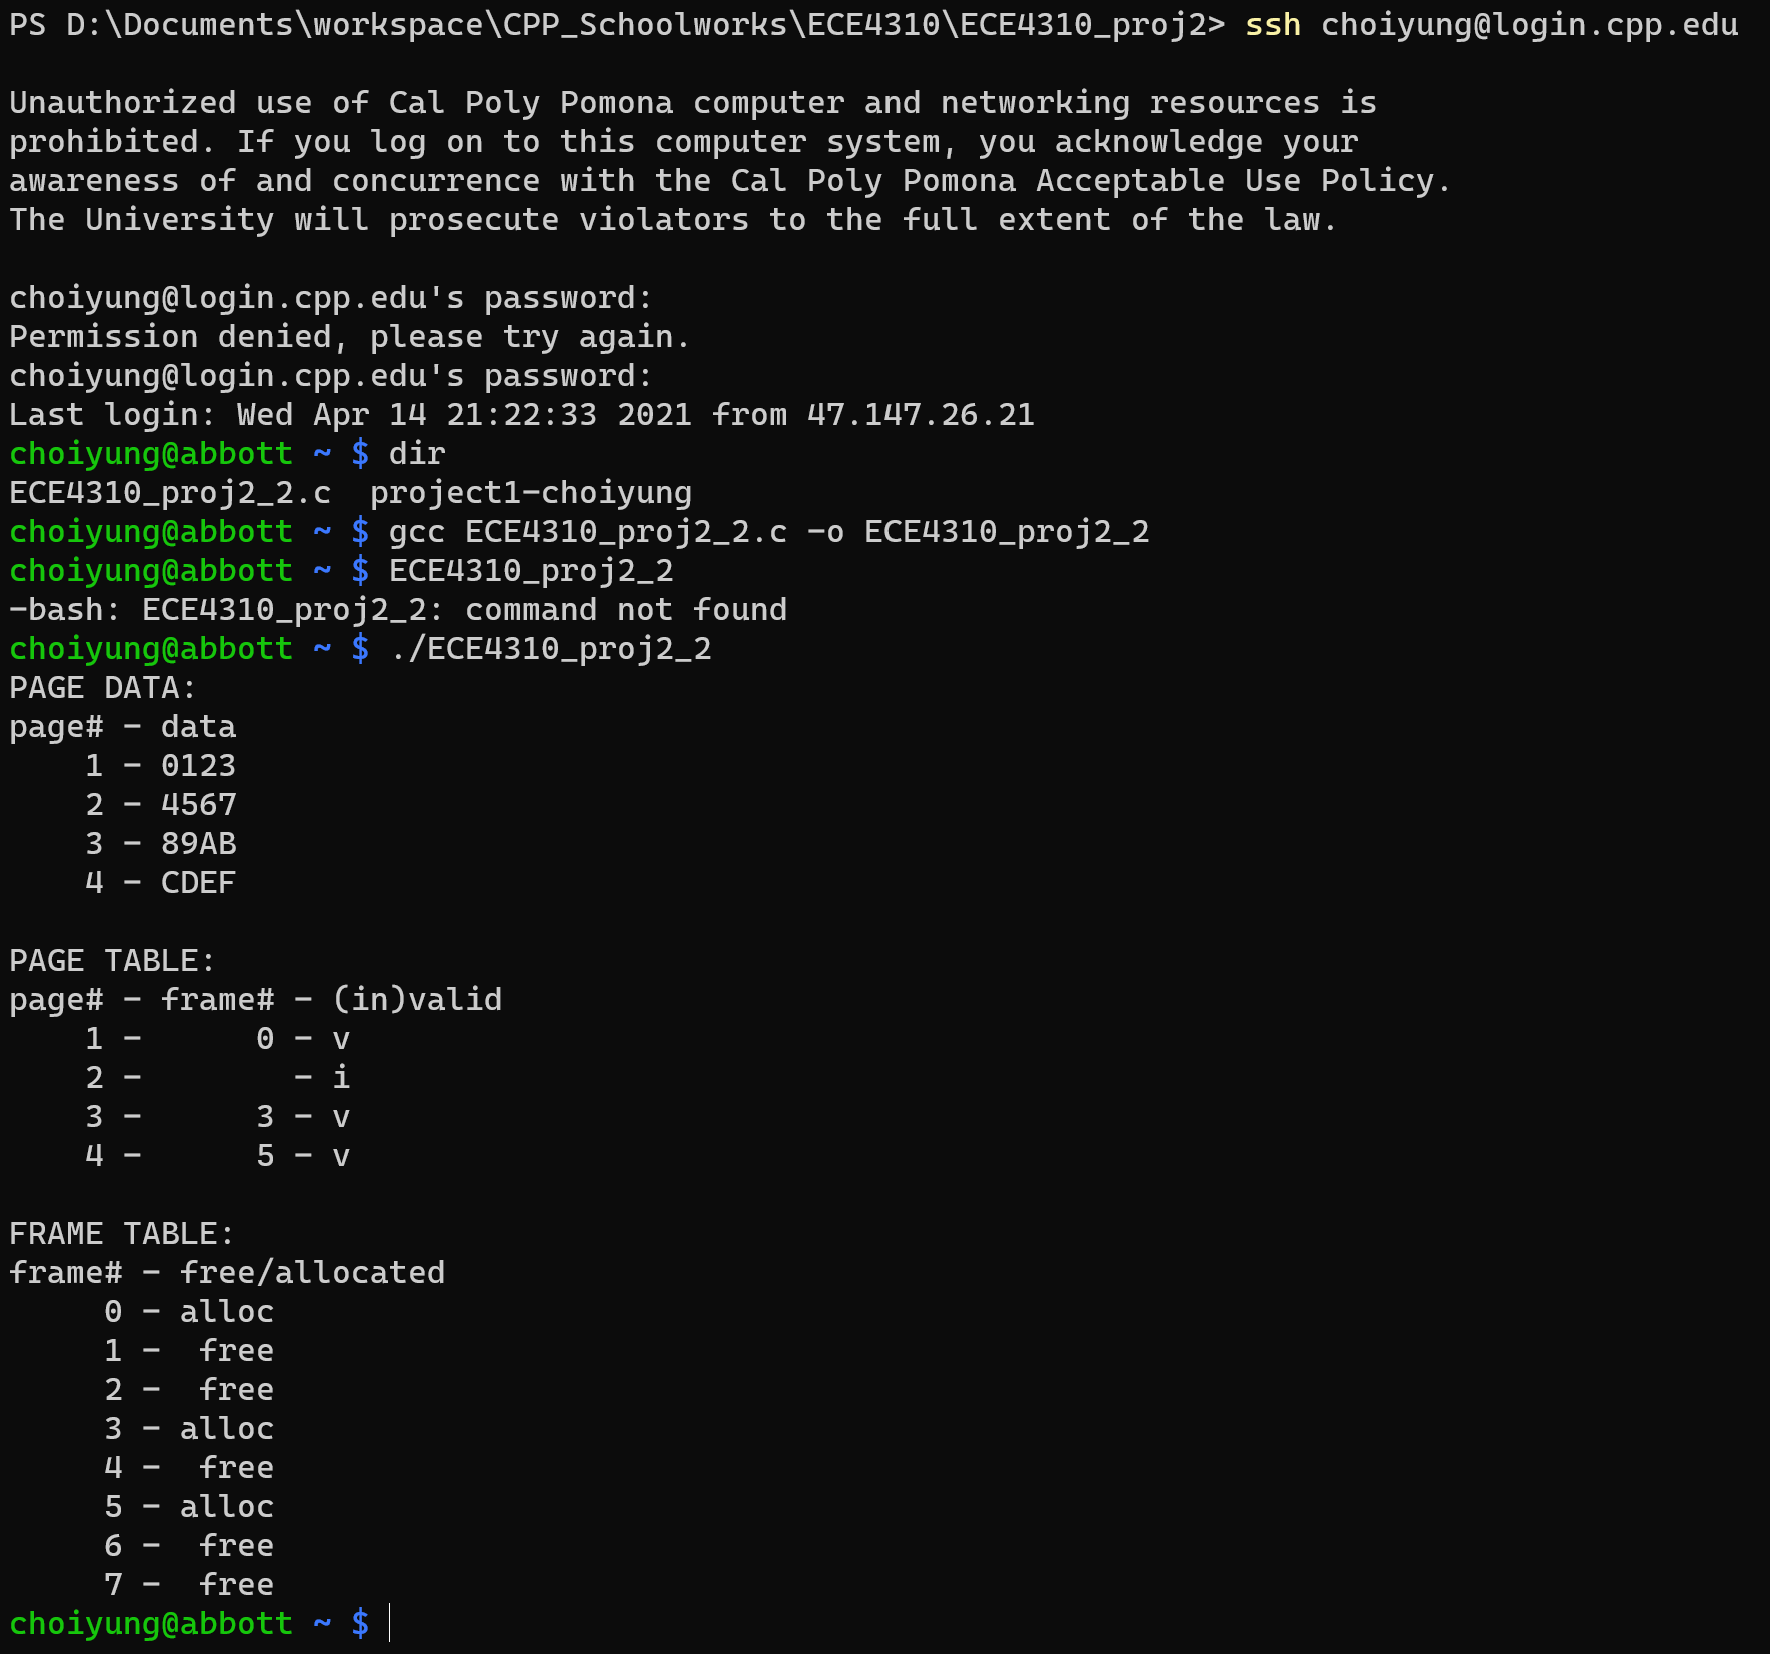 PS D:\Documents\workspace\CPP_Schoolworks\ECE4310\ECE4310_proj2> ssh choiyung@login.cpp.edu

Unauthorized use of Cal Poly Pomona computer and networking resources is
prohibited. If you log on to this computer system, you acknowledge your
awareness of and concurrence with the Cal Poly Pomona Acceptable Use Policy.
The University will prosecute violators to the full extent of the law.

choiyung@login.cpp.edu's password:
Permission denied, please try again.
choiyung@login.cpp.edu's password:
Last login: Wed Apr 14 21:22:33 2021 from 47.147.26.21
choiyung@abbott ~ $ dir
ECE4310_proj2_2.c  project1-choiyung
choiyung@abbott ~ $ gcc ECE4310_proj2_2.c -o ECE4310_proj2_2
choiyung@abbott ~ $ ECE4310_proj2_2
-bash: ECE4310_proj2_2: command not found
choiyung@abbott ~ $ ./ECE4310_proj2_2
PAGE DATA:
page# - data
    1 - 0123
    2 - 4567
    3 - 89AB
    4 - CDEF

PAGE TABLE:
page# - frame# - (in)valid
    1 -      0 - v
    2 -        - i
    3 -      3 - v
    4 -      5 - v

FRAME TABLE:
frame# - free/allocated
     0 - alloc
     1 -  free
     2 -  free
     3 - alloc
     4 -  free
     5 - alloc
     6 -  free
     7 -  free
choiyung@abbott ~ $